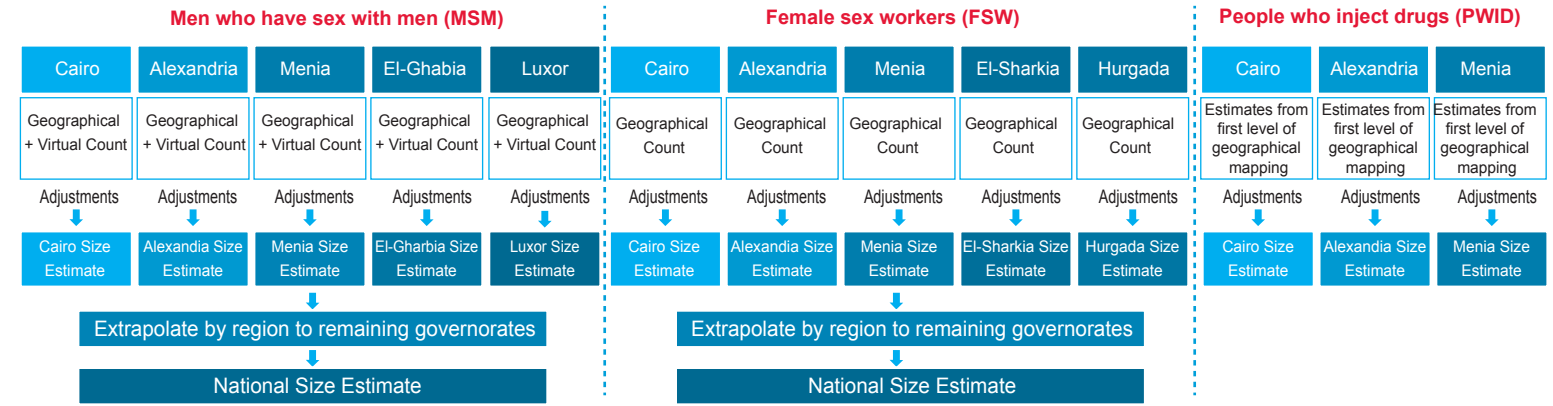 Men who have sex with men (MSM)
Cairo
Alexandria
Menia
El-Ghabia
Luxor
Geographical
+ Virtual Count
Geographical
+ Virtual Count
Geographical
+ Virtual Count
Geographical
+ Virtual Count
Geographical
+ Virtual Count
Adjustments
Adjustments
Adjustments
Adjustments
Adjustments
Cairo Size
Estimate
Alexandia Size
Estimate
Menia Size
Estimate
El-Gharbia Size
Estimate
Luxor Size
Estimate
Extrapolate by region to remaining governorates
National Size Estimate
Female sex workers (FSW)
Cairo
Alexandria
Menia
El-Sharkia
Hurgada
Geographical
Count
Geographical
Count
Geographical
Count
Geographical
Count
Geographical
Count
Adjustments
Adjustments
Adjustments
Adjustments
Adjustments
Cairo Size
Estimate
Alexandia Size
Estimate
Menia Size
Estimate
El-Sharkia Size
Estimate
Hurgada Size
Estimate
Extrapolate by region to remaining governorates
National Size Estimate
People who inject drugs (PWID)
Cairo
Alexandria
Menia
Estimates from
first level of
geographical
mapping
Estimates from
first level of
geographical
mapping
Estimates from
first level of
geographical
mapping
Adjustments
Adjustments
Adjustments
Cairo Size
Estimate
Alexandia Size
Estimate
Menia Size
Estimate